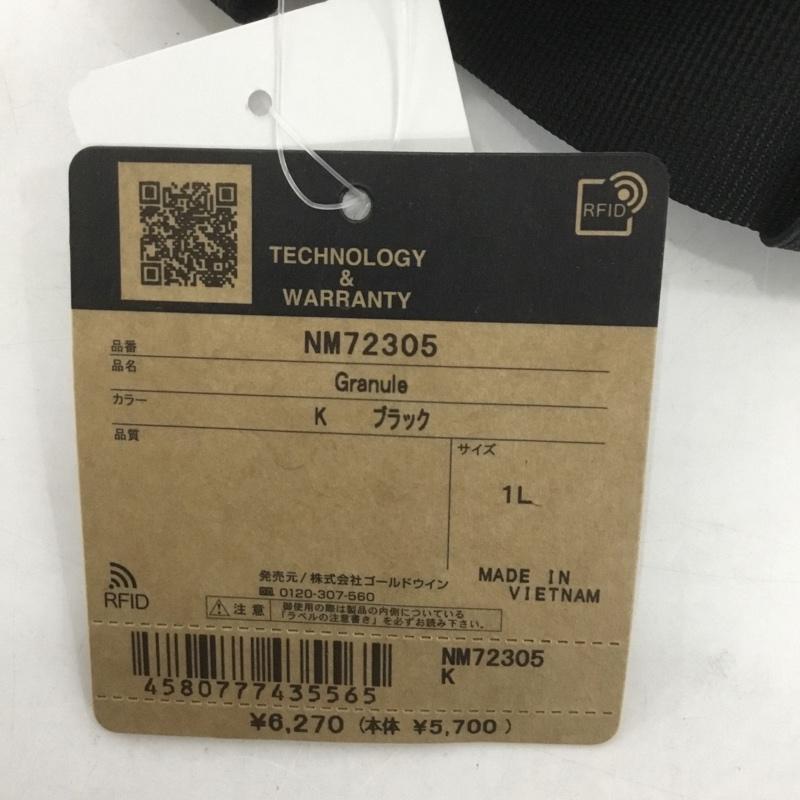 RFID
TECHNOLOGY
&
WARRANTY
品番 NM72305
品名 Granule
カラー K ブラック
品質
サイズ
1L
RFID
発売元/株式会社ゴールドウイン
0120-307-560
MADE IN
VIETNAM
注意 御使用の際は製品の内側についている
「ラベルの注意書き」を必ずお読み下さい。
4580777435565
NM72305
K
¥6,270 (本体 ¥5,700 )